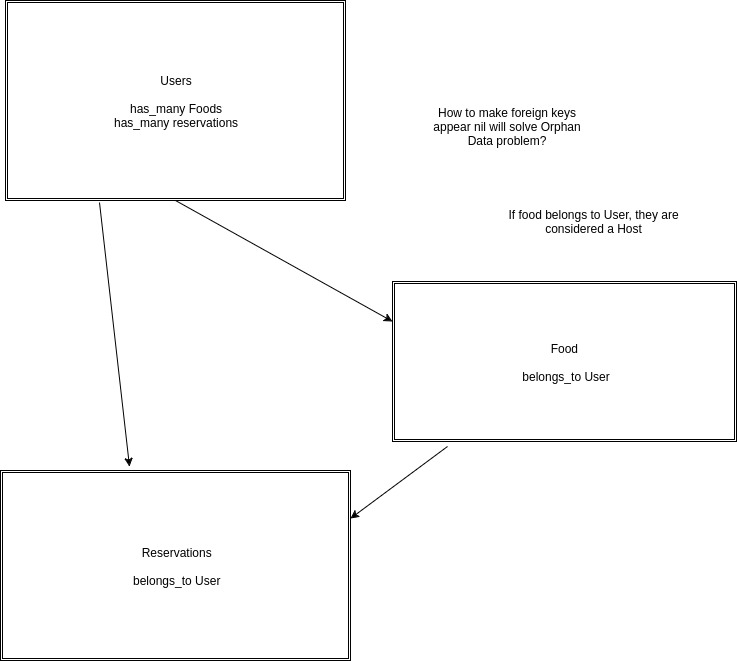 Users
has_many Foods
has_many reservations
How to make foreign keys
appear nil will solve Orphan
Data problem?
If food belongs to User, they are
considered a Host
Food
belongs_to User
Reservations
belongs_to User